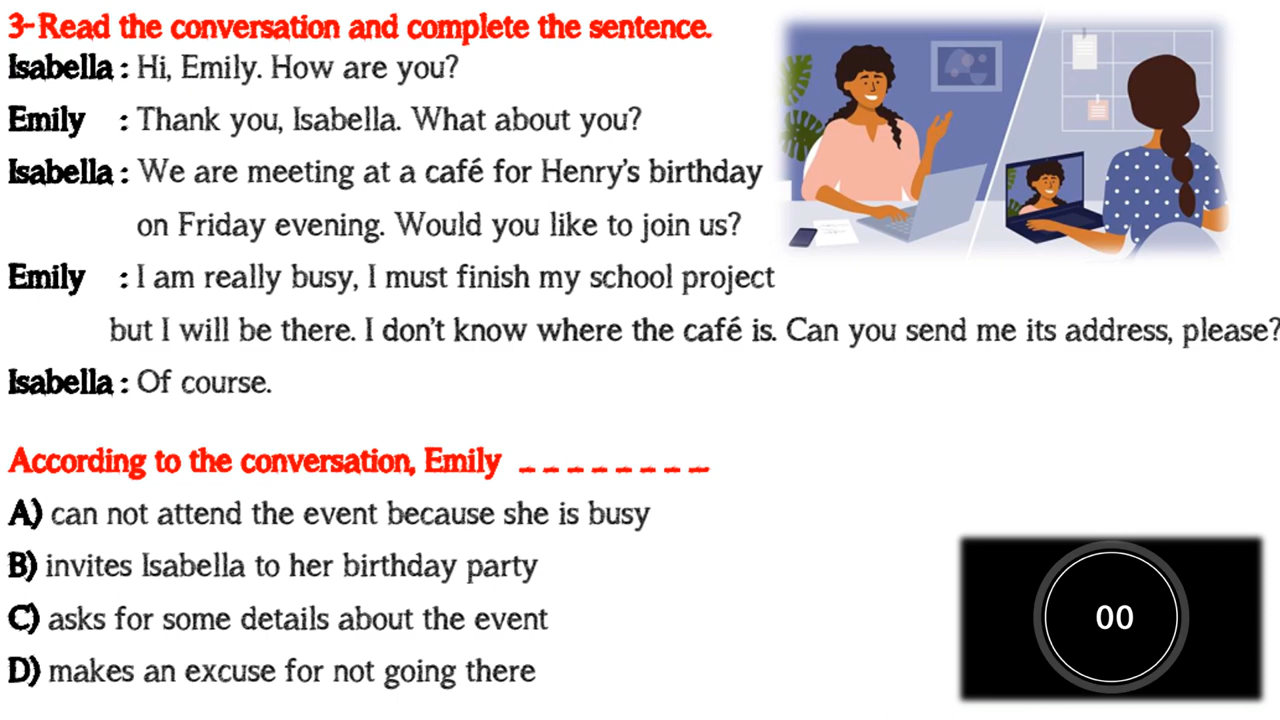 3-Read the conversation and complete the sentence.
Isabella : Hi, Emily. How are you?
Emily : Thank you, Isabella. What about you?
Isabella : We are meeting at a café for Henry's birthday
on Friday evening. Would you like to join us?
Emily : I am really busy, I must finish my school project
but I will be there. I don't know where the café is. Can you send me its address, please?
Isabella : Of course.
According to the conversation, Emily _ _ _ _ _ _ _ _
A) can not attend the event because she is busy
B) invites Isabella to her birthday party
C) asks for some details about the event
D) makes an excuse for not going there
00